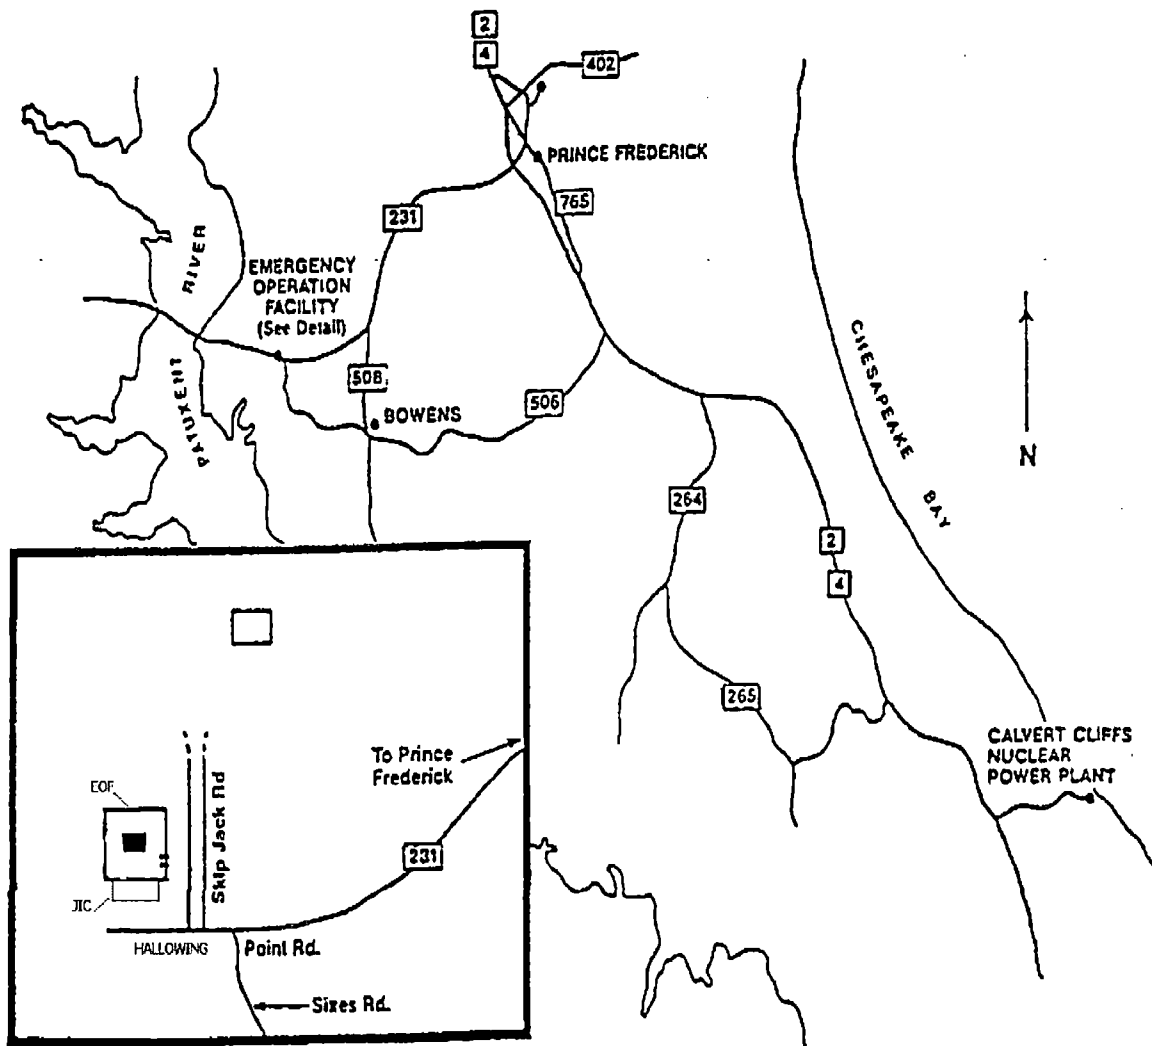 2
4
402
PRINCE FREDERICK
765
231
RIVER
EMERGENCY
OPERATION
FACILITY
(See Detail)
CHESAPEAKE BAY
508
PATUXENT
506
BOWENS
N
264
2
4
265
CALVERT CLIFFS
NUCLEAR
POWER PLANT
To Prince
Frederick
EOF
Skip Jack Rd
231
JIC
HALLOWING
Point Rd.
Sixes Rd.